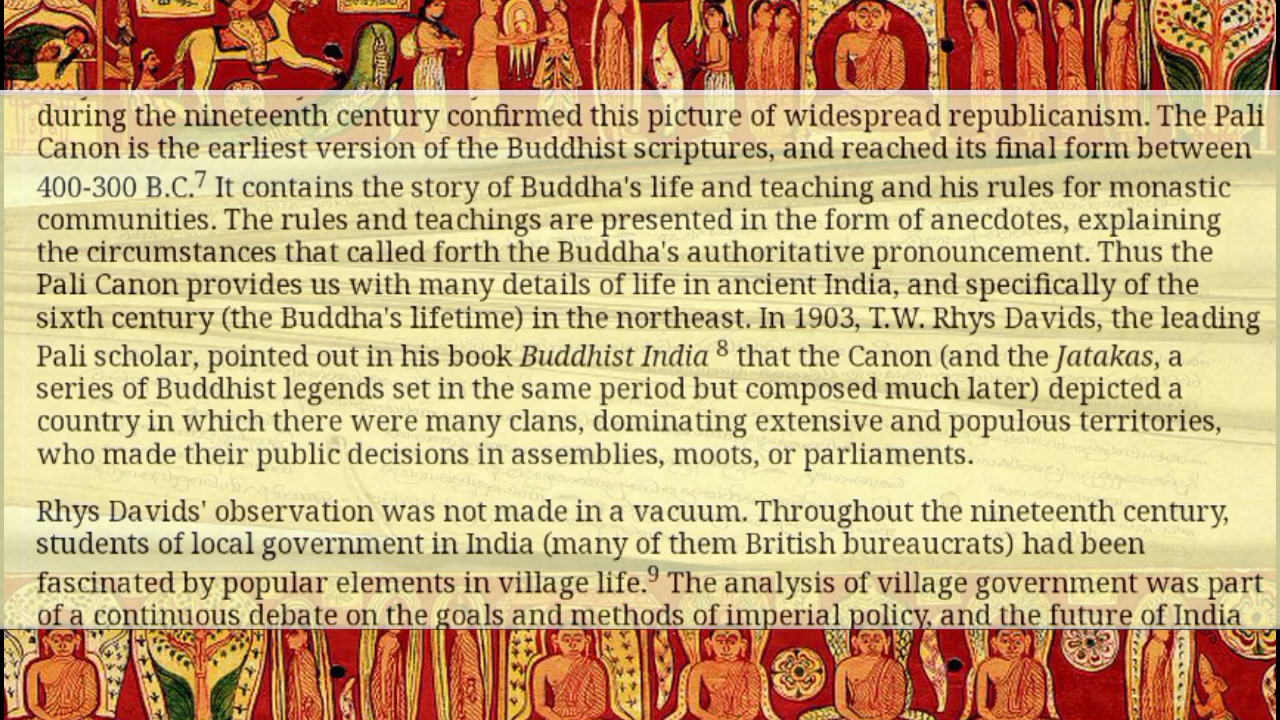 during the nineteenth century confirmed this picture of widespread republicanism. The Pali
Canon is the earliest version of the Buddhist scriptures, and reached its final form between
400-300 B.C.7 It contains the story of Buddha's life and teaching and his rules for monastic
communities. The rules and teachings are presented in the form of anecdotes, explaining
the circumstances that called forth the Buddha's authoritative pronouncement. Thus the
Pali Canon provides us with many details of life in ancient India, and specifically of the
sixth century (the Buddha's lifetime) in the northeast. In 1903, T.W. Rhys Davids, the leading
Pali scholar, pointed out in his book Buddhist India 8 that the Canon (and the Jatakas, a
series of Buddhist legends set in the same period but composed much later) depicted a
country in which there were many clans, dominating extensive and populous territories,
who made their public decisions in assemblies, moots, or parliaments.
Rhys Davids' observation was not made in a vacuum. Throughout the nineteenth century,
students of local government in India (many of them British bureaucrats) had been
fascinated by popular elements in village life.9 The analysis of village government was part
of a continuous debate on the goals and methods of imperial policy, and the future of India